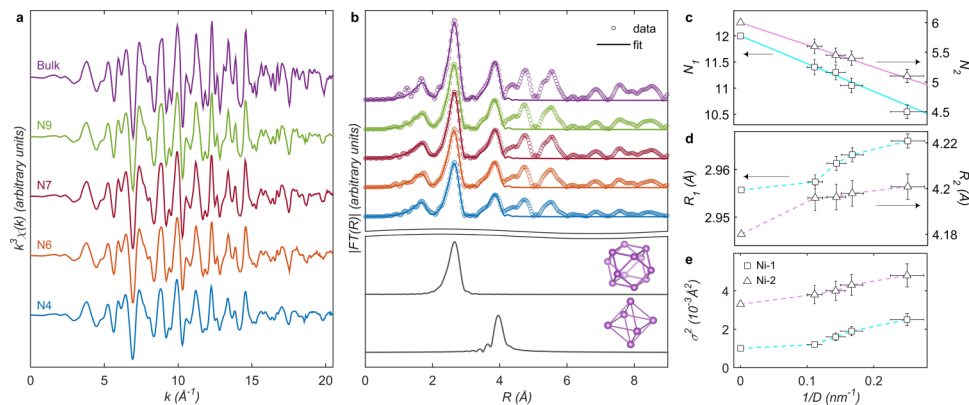 a
Bulk
N9
N7
N6
N4
k³χ(k) (arbitrary units)
0 5 10 15 20
k (Å⁻¹)
b
data
fit
|FT(R)| (arbitrary units)
0 2 4 6 8
R (Å)
c
12
11.5
11
10.5
N₁
6
5.5
5
4.5
N₂
d
2.96
2.95
R₁ (Å)
4.22
4.2
4.18
R₂ (Å)
e
Ni-1
Ni-2
6
4
2
0
σ² (10⁻³Å²)
0 0.1 0.2
1/D (nm⁻¹)